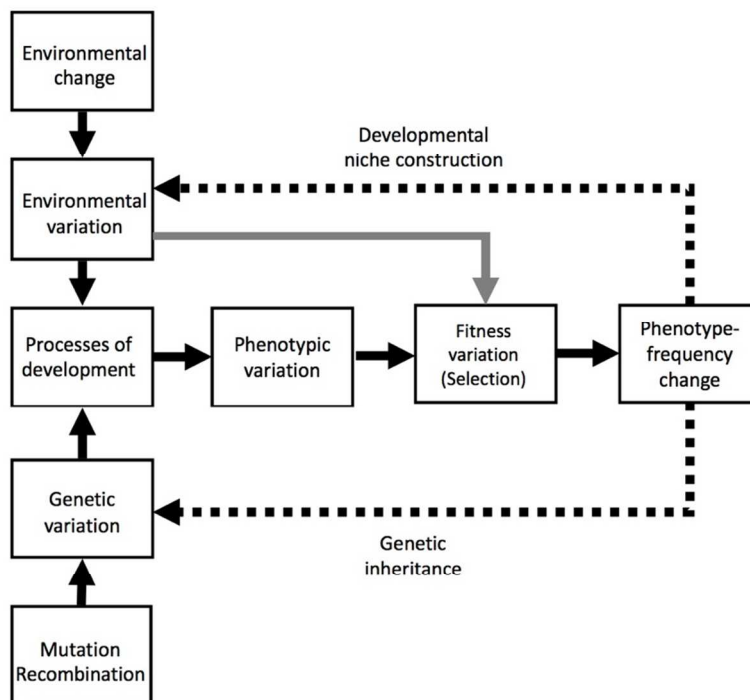 Environmental
change
Developmental
niche construction
Environmental
variation
Processes of
development
Phenotypic
variation
Fitness
variation
(Selection)
Phenotype-
frequency
change
Genetic
variation
Genetic
inheritance
Mutation
Recombination